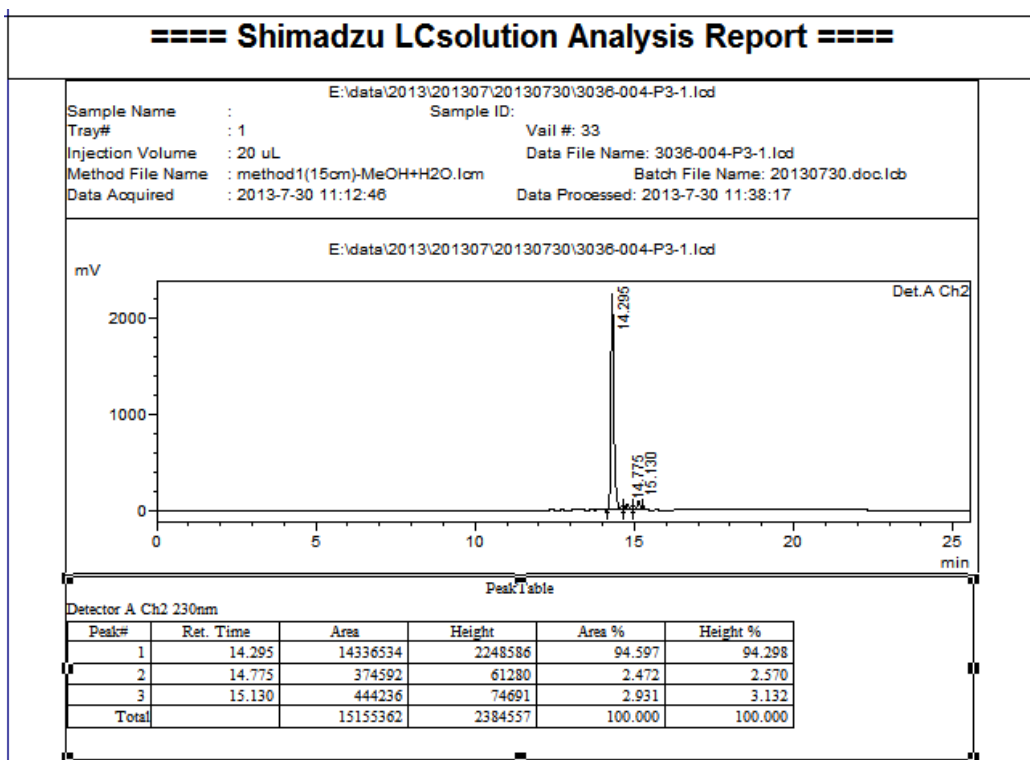 ==== Shimadzu LCsolution Analysis Report ====
E:\data\2013\201307\20130730\3036-004-P3-1.lcd
Sample Name : Sample ID:
Tray# : 1 Vail #: 33
Injection Volume : 20 uL Data File Name: 3036-004-P3-1.lcd
Method File Name : method1(15cm)-MeOH+H2O.lcm Batch File Name: 20130730.doc.lcb
Data Acquired : 2013-7-30 11:12:46 Data Processed: 2013-7-30 11:38:17
E:\data\2013\201307\20130730\3036-004-P3-1.lcd
mV
Det.A Ch2
14.295
2000
1000
14.775
15.130
0
0 5 10 15 20 25
min
PeakTable
Detector A Ch2 230nm
Peak# Ret. Time Area Height Area % Height %
1 14.295 14336534 2248586 94.597 94.298
2 14.775 374592 61280 2.472 2.570
3 15.130 444236 74691 2.931 3.132
Total 15155362 2384557 100.000 100.000